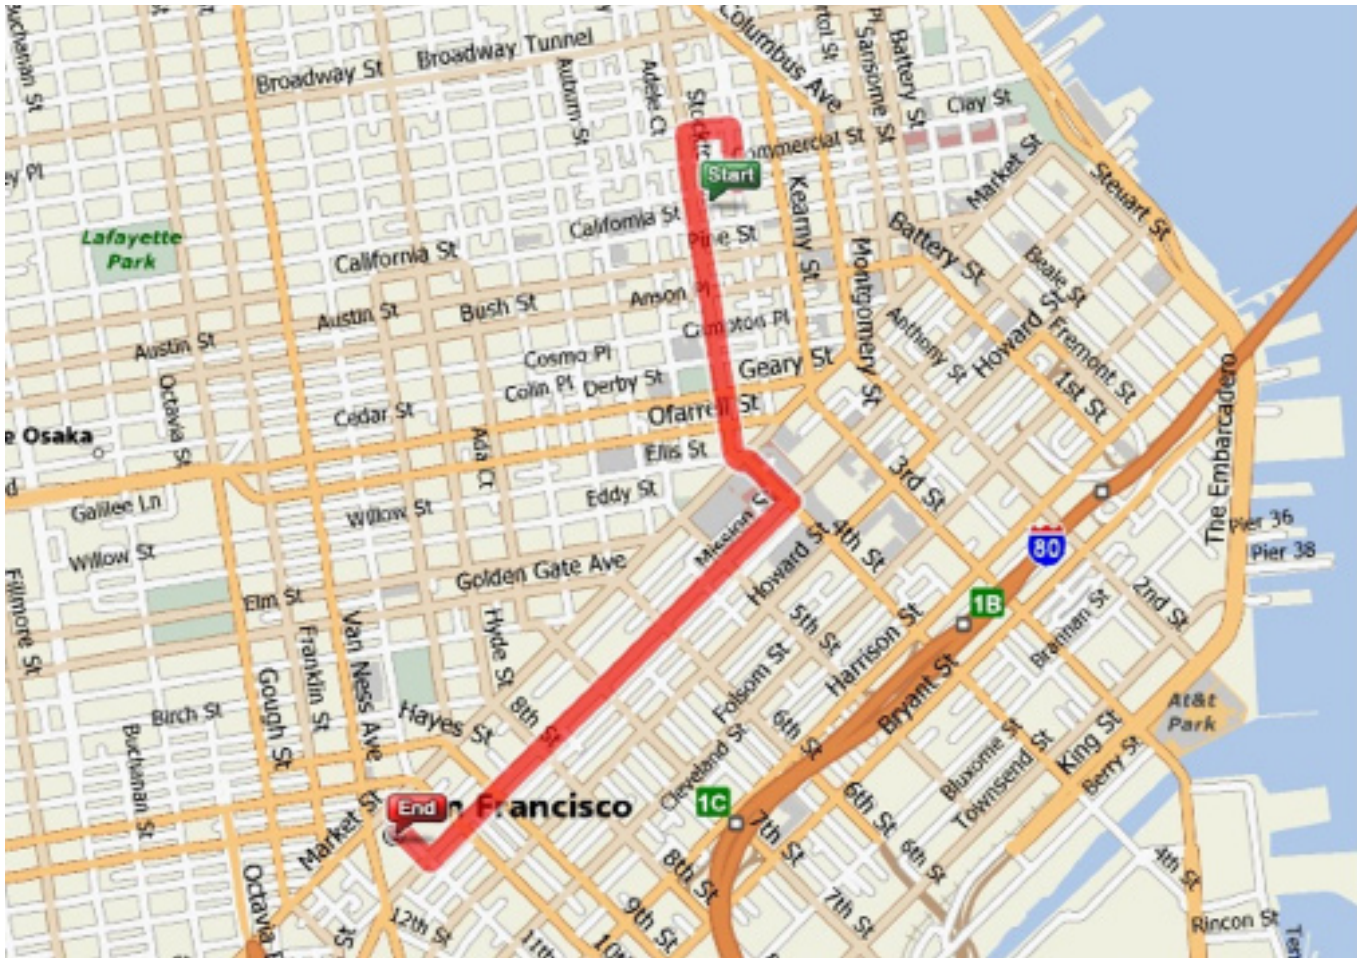 Buchanan St
Broadway St
Broadway Tunnel
Auburn St
Adele Ct
Columbus Ave
Sansome St
Battery St
Clay St
Commercial St
Market St
Steuart St
ey Pl
Start
Lafayette
Park
California St
California St
Pine St
Kearny St
Montgomery St
Battery St
Beale St
Austin St
Bush St
Anson Pl
Campton Pl
Anthony St
Howard St
Fremont St
Austin St
Cosmo Pl
Geary St
1st St
Octavia St
Colin Pl
Derby St
Cedar St
Ofarrell St
The Embarcadero
e Osaka
Ada Ct
Ellis St
3rd St
d
Galilee Ln
Willow St
Eddy St
Mission St
4th St
80
Pier 36
Pier 38
Willow St
Golden Gate Ave
Howard St
Fillmore St
Elm St
Van Ness Ave
Franklin St
Hyde St
5th St
Harrison St
1B
Brannan St
2nd St
Gough St
Birch St
Buchanan St
Hayes St
8th St
Folsom St
6th St
Bryant St
At&t
Park
Cleveland St
Bluxome St
Townsend St
King St
Berry St
Market St
End
n Francisco
1C
7th St
6th St
6th St
4th St
Octavia
12th St
11th
10th
9th St
8th St
7th St
Rincon St